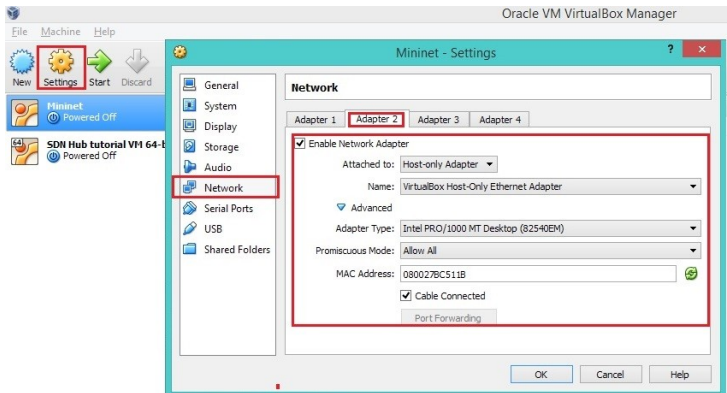 Oracle VM VirtualBox Manager
File Machine Help
New Settings Start Discard
Mininet
Powered Off
64
SDN Hub tutorial VM 64-b
Powered Off
Mininet - Settings
?
General
System
Display
Storage
Audio
Network
Serial Ports
USB
Shared Folders
Network
Adapter 1 Adapter 2 Adapter 3 Adapter 4
Enable Network Adapter
Attached to: Host-only Adapter
Name: VirtualBox Host-Only Ethernet Adapter
Advanced
Adapter Type: Intel PRO/1000 MT Desktop (82540EM)
Promiscuous Mode: Allow All
MAC Address: 080027BC511B
Cable Connected
Port Forwarding
OK Cancel Help